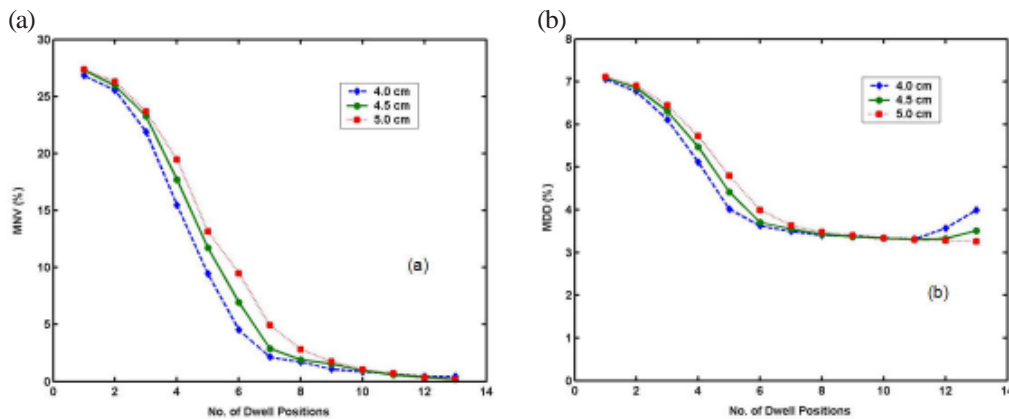 (a)
30
25
20
15
10
5
0
MNV (%)
4.0 cm
4.5 cm
5.0 cm
(a)
0 2 4 6 8 10 12 14
No. of Dwell Positions
(b)
8
7
6
5
4
3
2
1
0
MDD (%)
4.0 cm
4.5 cm
5.0 cm
(b)
0 2 4 6 8 10 12 14
No. of Dwell Positions